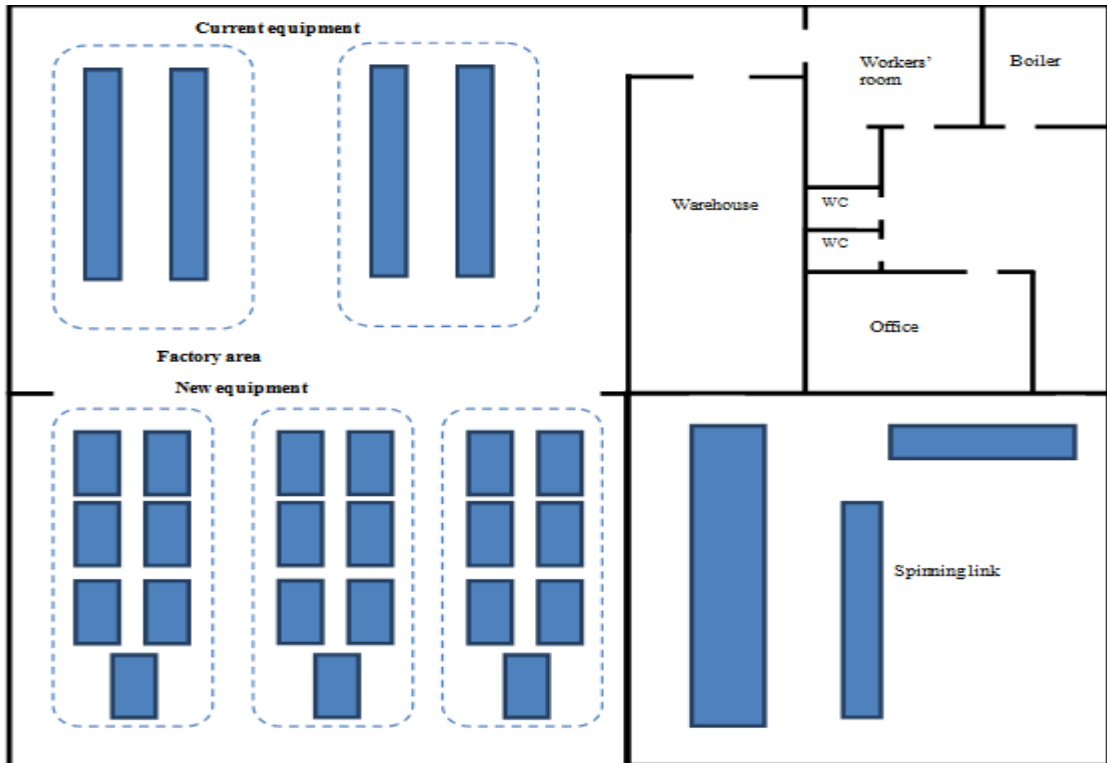 Current equipment
Workers'
room
Boiler
Warehouse
WC
WC
Office
Factory area
New equipment
Spinning link